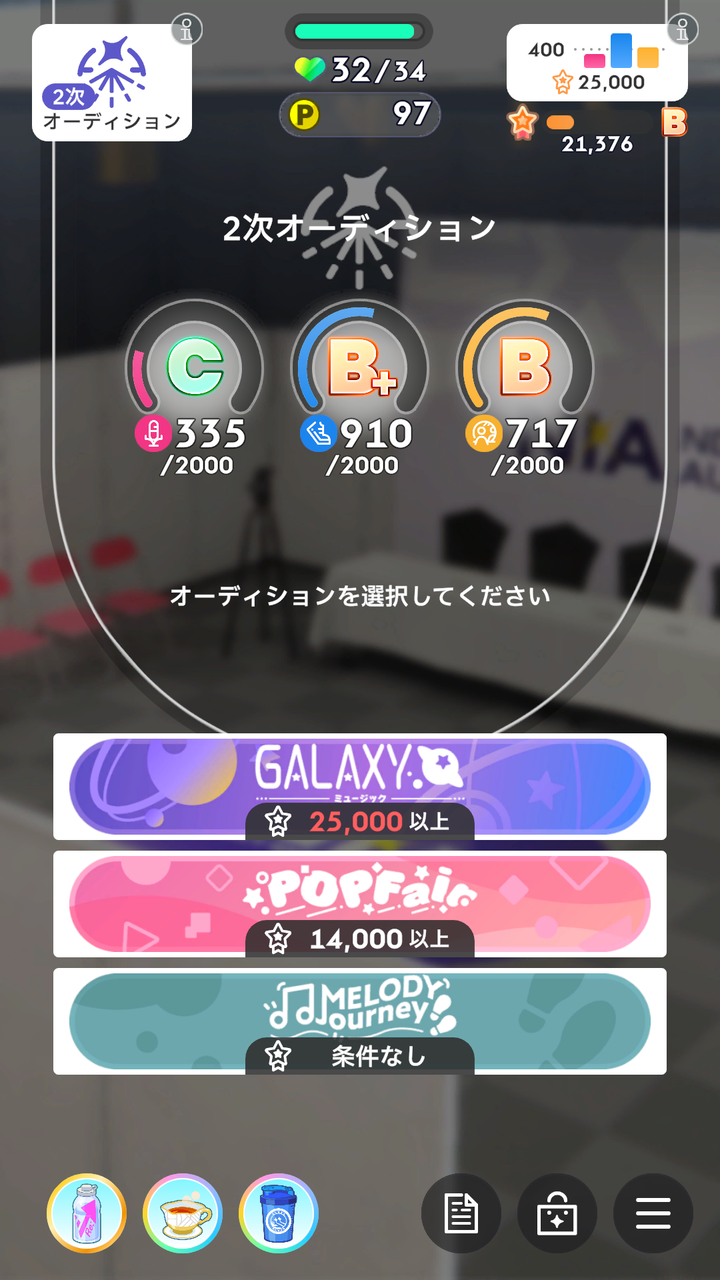 2次
オーディション
32/34
P 97
400
25,000
B
21,376
2次オーディション
C
B+
B
335
/2000
910
/2000
717
/2000
NIA
オーディションを選択してください
GALAXY.
ミュージック
25,000 以上
POPFair
14,000 以上
MELODY
Journey!
条件なし